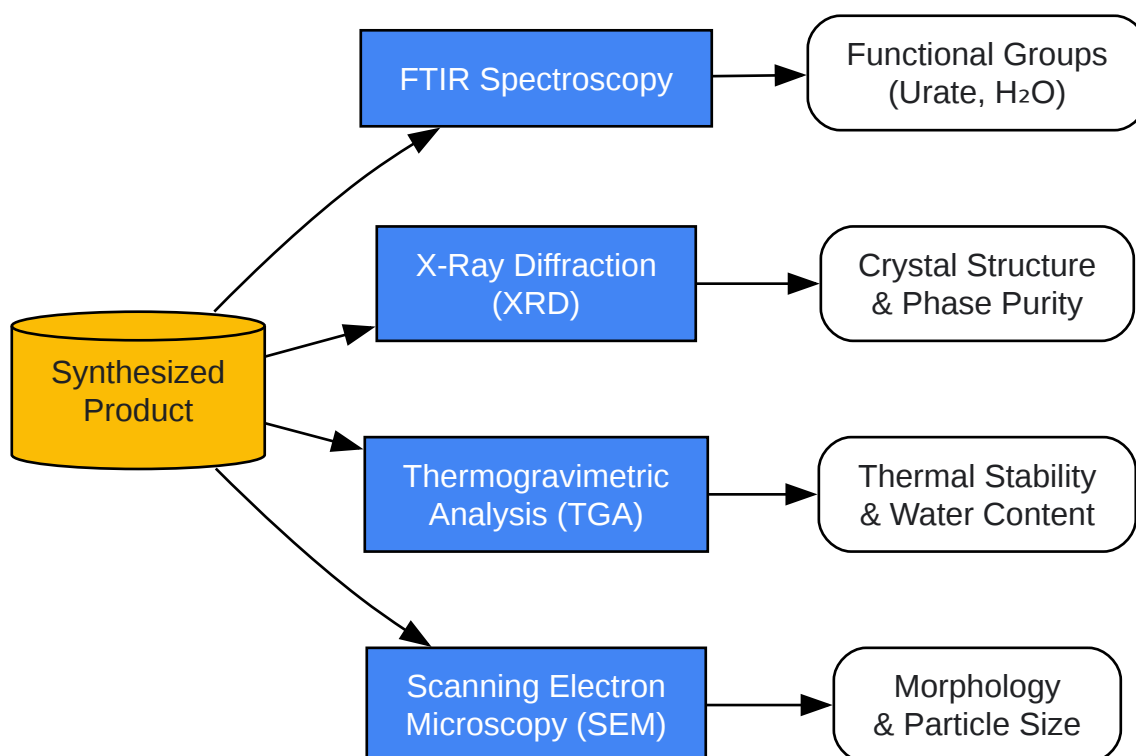 FTIR Spectroscopy
Functional Groups
(Urate, H₂O)
X-Ray Diffraction
(XRD)
Crystal Structure
& Phase Purity
Synthesized
Product
Thermogravimetric
Analysis (TGA)
Thermal Stability
& Water Content
Scanning Electron
Microscopy (SEM)
Morphology
& Particle Size